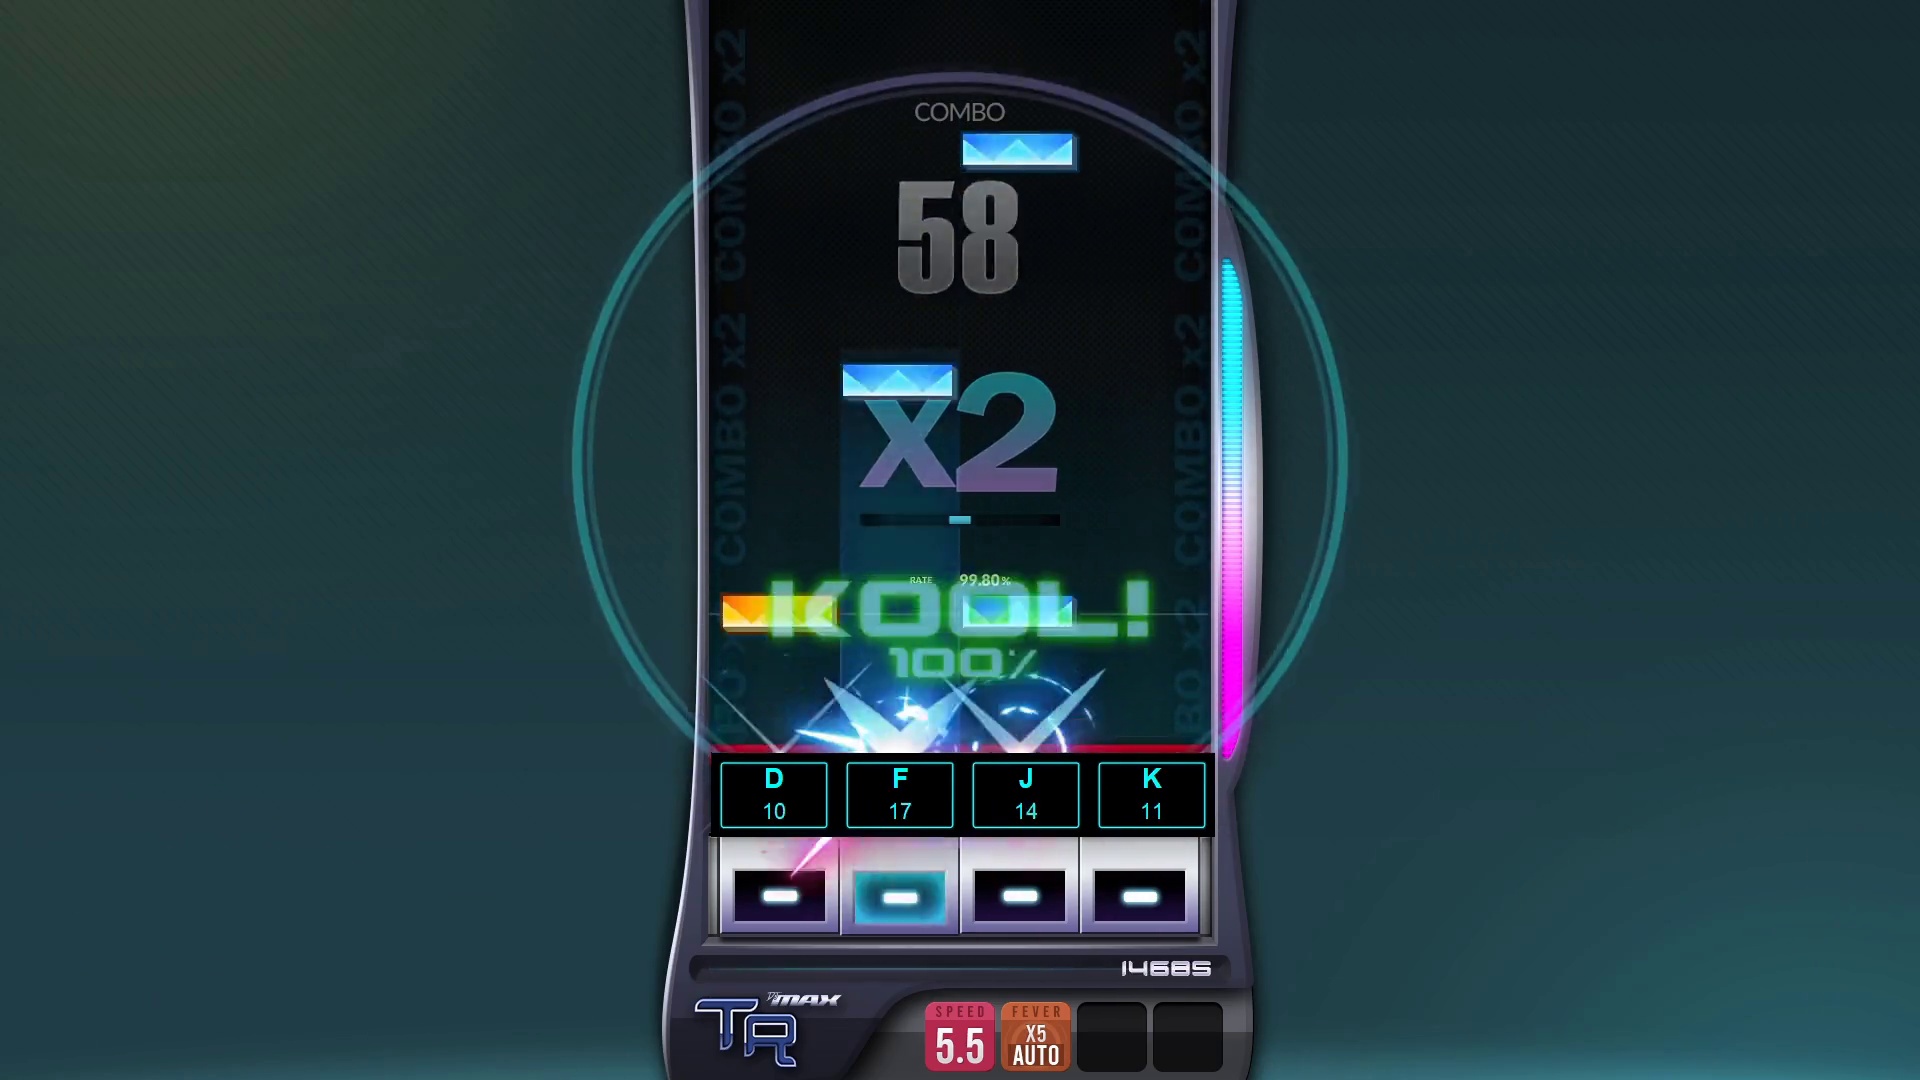 COMBO x2 COMBO x2
COMBO x2 COMBO x2
COMBO
58
x2
RATE 99.80%
KOOL!
100%
D F J K
10 17 14 11
14685
DJMAX
TR
SPEED
5.5
FEVER
X5
AUTO